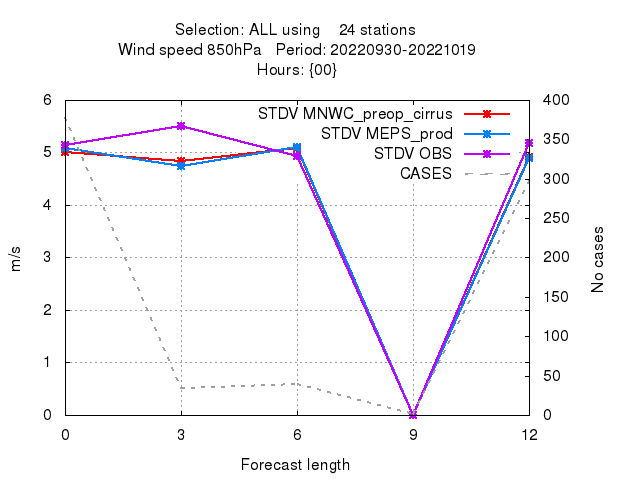 Selection: ALL using    24 stations
Wind speed 850hPa   Period: 20220930-20221019
Hours: {00}
STDV MNWC_preop_cirrus
STDV MEPS_prod
STDV OBS
CASES
6
5
4
3
2
1
0
400
350
300
250
200
150
100
50
0
m/s
No cases
0 3 6 9 12
Forecast length